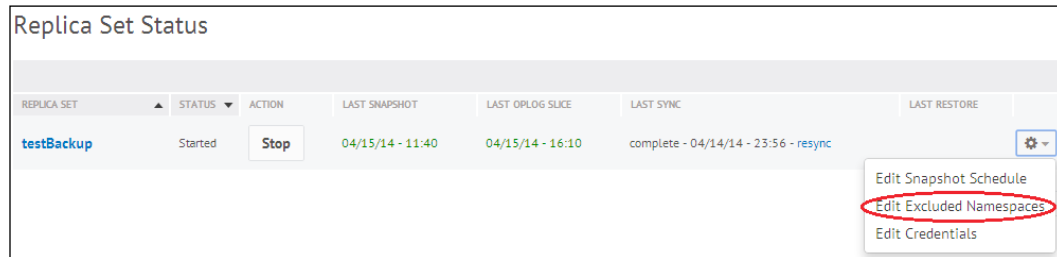 Replica Set Status
REPLICA SET STATUS ACTION LAST SNAPSHOT LAST OPLOG SLICE LAST SYNC LAST RESTORE
testBackup Started Stop 04/15/14 - 11:40 04/15/14 - 16:10 complete - 04/14/14 - 23:56 - resync
Edit Snapshot Schedule
Edit Excluded Namespaces
Edit Credentials